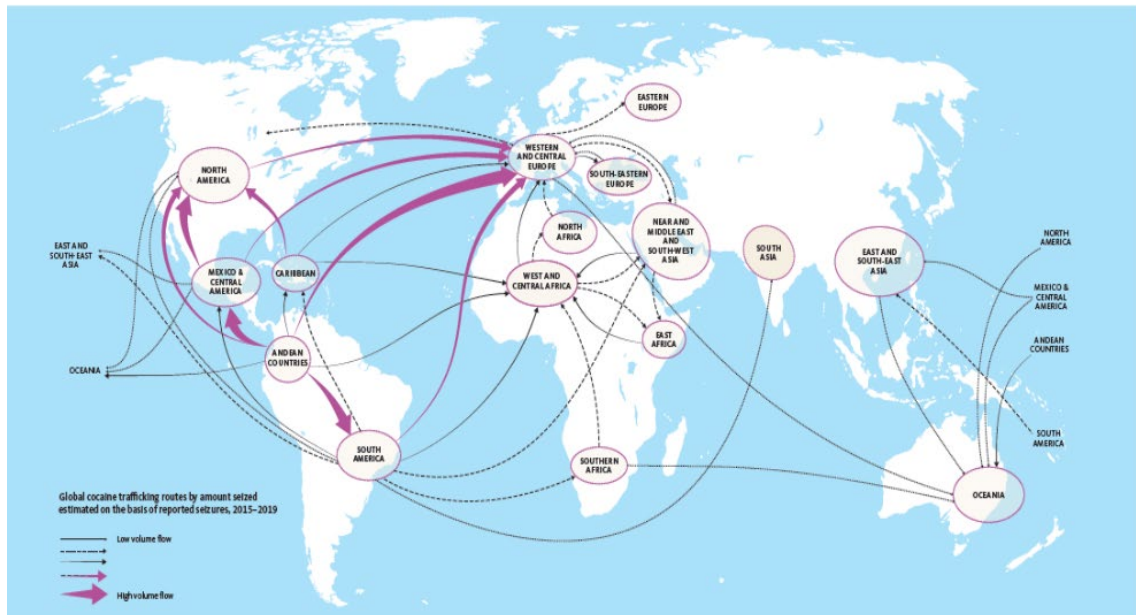 EASTERN
EUROPE
WESTERN
AND CENTRAL
EUROPE
NORTH
AMERICA
SOUTH-EASTERN
EUROPE
NORTH
AFRICA
NEAR AND
MIDDLE EAST
AND
SOUTH-WEST
ASIA
SOUTH
ASIA
EAST AND
SOUTH-EAST
ASIA
NORTH
AMERICA
EAST AND
SOUTH-EAST
ASIA
MEXICO &
CENTRAL
AMERICA
CARIBBEAN
WEST AND
CENTRAL AFRICA
MEXICO &
CENTRAL
AMERICA
EAST
AFRICA
ANDEAN
COUNTRIES
ANDEAN
COUNTRIES
OCEANIA
SOUTH
AMERICA
SOUTH
AMERICA
SOUTHERN
AFRICA
OCEANIA
Global cocaine trafficking routes by amount seized
estimated on the basis of reported seizures, 2015–2019
Low volume flow
High volume flow